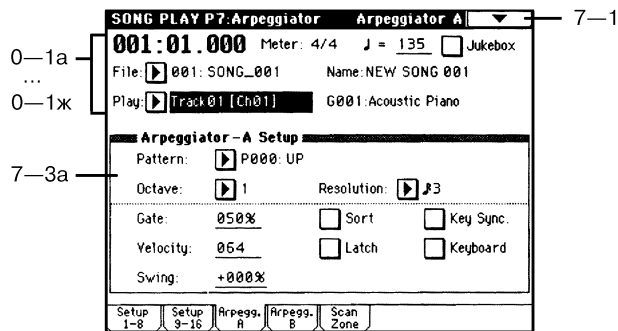 SONG PLAY P7:Arpeggiator Arpeggiator A
7—1
001:01.000 Meter: 4/4 ♩ = 135 Jukebox
0—1а
...
0—1ж
File: 001: SONG_001 Name: NEW SONG 001
Play: Track01 [Ch01] G001:Acoustic Piano
Arpeggiator-A Setup
7—3а
Pattern: P000: UP
Octave: 1 Resolution: ♪3
Gate: 050% Sort Key Sync.
Velocity: 064 Latch Keyboard
Swing: +000%
Setup 1-8 Setup 9-16 Arpegg. A Arpegg. B Scan Zone